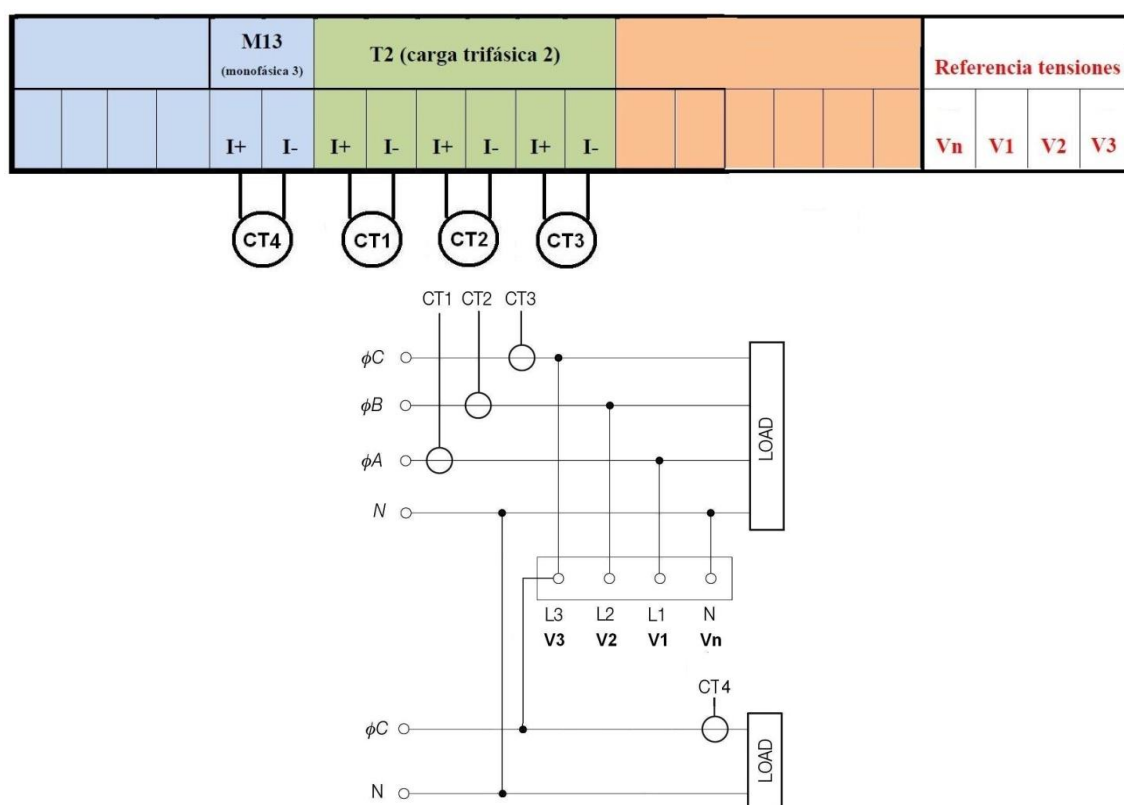 M13
(monofásica 3)
T2 (carga trifásica 2)
Referencia tensiones
I+ I- I+ I- I+ I- I+ I- Vn V1 V2 V3
CT4 CT1 CT2 CT3
CT1 CT2 CT3
ϕC
ϕB
ϕA
N
LOAD
L3 L2 L1 N
V3 V2 V1 Vn
CT4
ϕC
N
LOAD